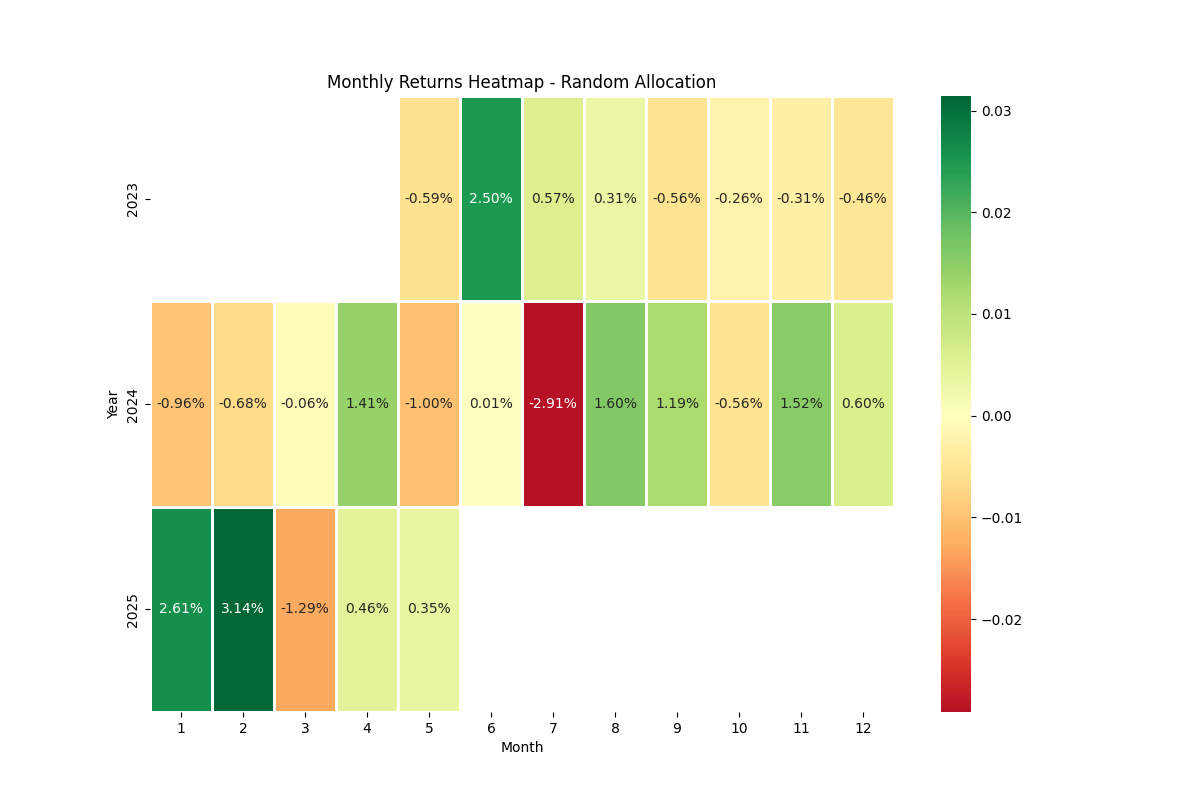 Monthly Returns Heatmap - Random Allocation
2023
-0.59% 2.50% 0.57% 0.31% -0.56% -0.26% -0.31% -0.46%
Year
2024
-0.96% -0.68% -0.06% 1.41% -1.00% 0.01% -2.91% 1.60% 1.19% -0.56% 1.52% 0.60%
2025
2.61% 3.14% -1.29% 0.46% 0.35%
1 2 3 4 5 6 7 8 9 10 11 12
Month
0.03
0.02
0.01
0.00
−0.01
−0.02